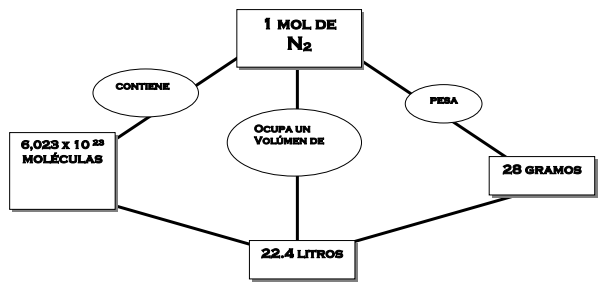 1 MOL DE
N₂
CONTIENE
PESA
OCUPA UN
VOLÚMEN DE
6,023 X 10 ²³
MOLÉCULAS
28 GRAMOS
22.4 LITROS